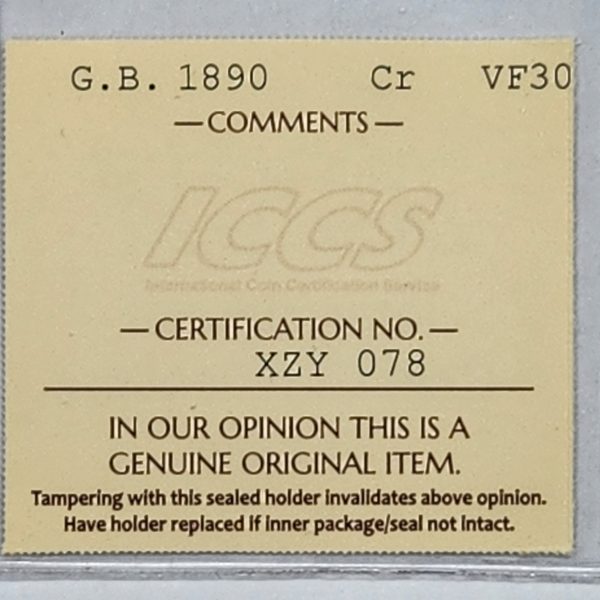 G.B. 1890 Cr VF30
—COMMENTS—
ICCS
International Coin Certification Service
—CERTIFICATION NO.—
XZY 078
IN OUR OPINION THIS IS A
GENUINE ORIGINAL ITEM.
Tampering with this sealed holder invalidates above opinion.
Have holder replaced if inner package/seal not intact.